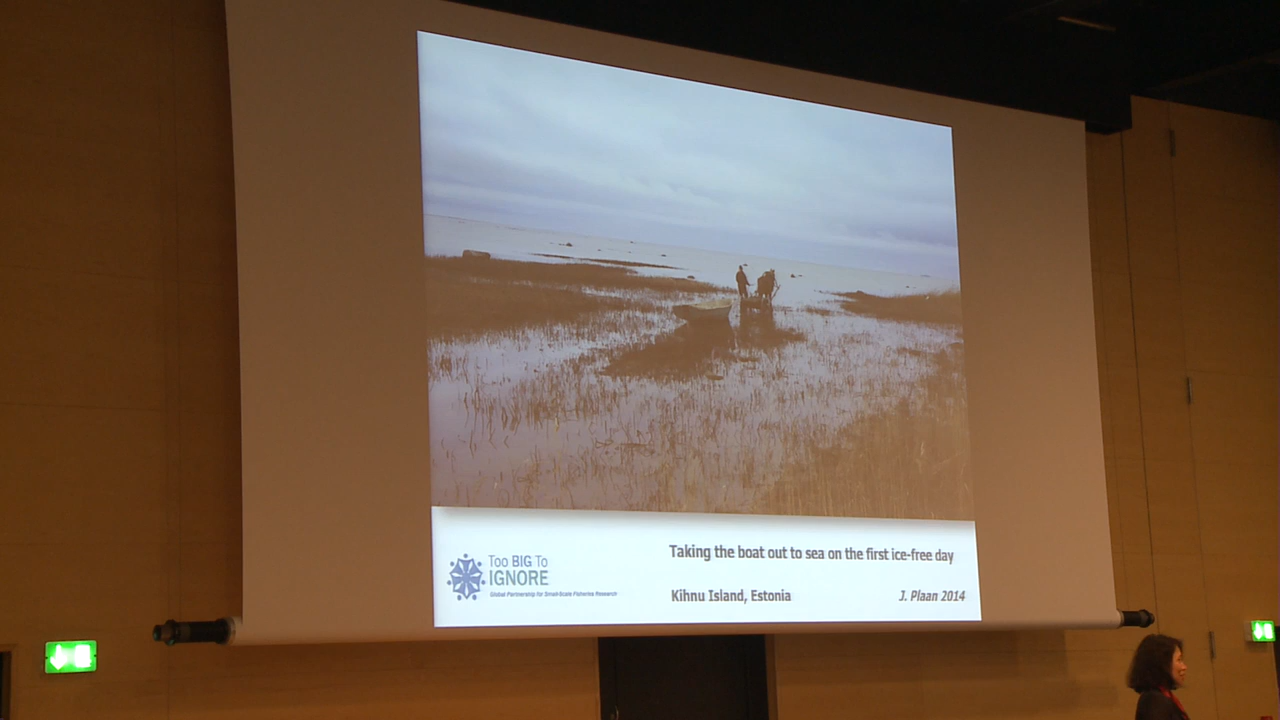 Taking the boat out to sea on the first ice-free day
Too BIG To
IGNORE
Global Partnership for Small-Scale Fisheries Research
Kihnu Island, Estonia
J. Plaan 2014